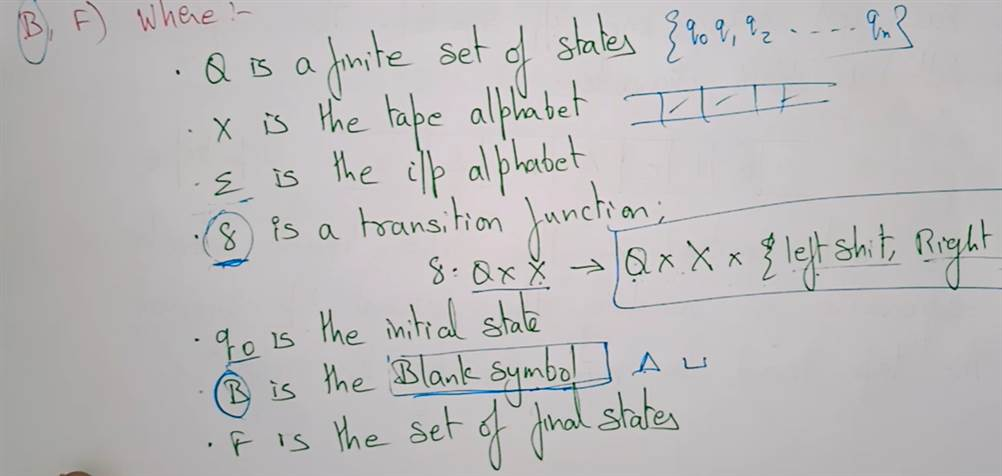 B, F) Where :-
· Q is a finite set of states {q0 q1 q2 ----- qn}
· X is the tape alphabet
· Σ is the i/p alphabet
· δ is a transition function;
δ: Q x X → Q x X x {left shit, Right
· q0 is the initial state
· B is the Blank symbol Δ ⊔
· F is the set of final states